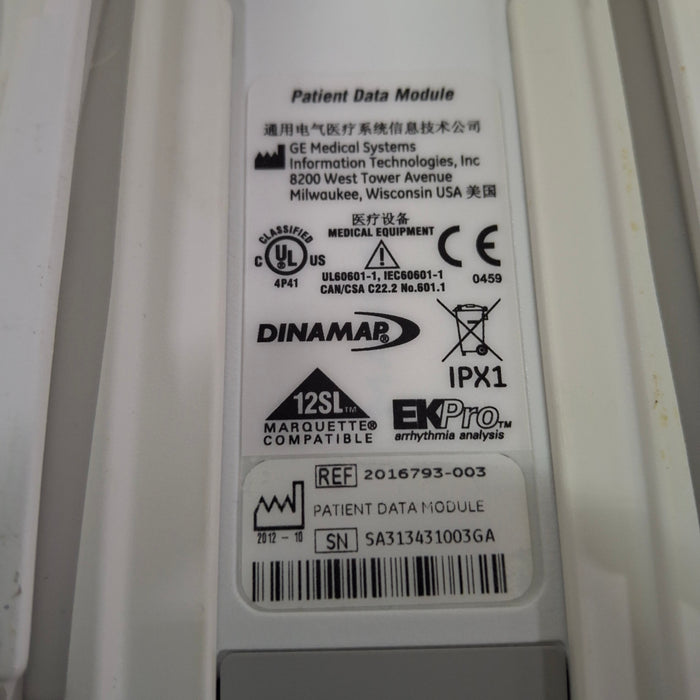 Patient Data Module
通用电气医疗系统信息技术公司
GE Medical Systems
Information Technologies, Inc
8200 West Tower Avenue
Milwaukee, Wisconsin USA 美国
医疗设备
MEDICAL EQUIPMENT
CLASSIFIED
C UL US
4P41
UL60601-1, IEC60601-1
CAN/CSA C22.2 No.601.1
CE
0459
DINAMAP®
IPX1
12SL™
MARQUETTE®
COMPATIBLE
EKPro™
arrhythmia analysis
REF 2016793-003
PATIENT DATA MODULE
2012-10
SN SA313431003GA